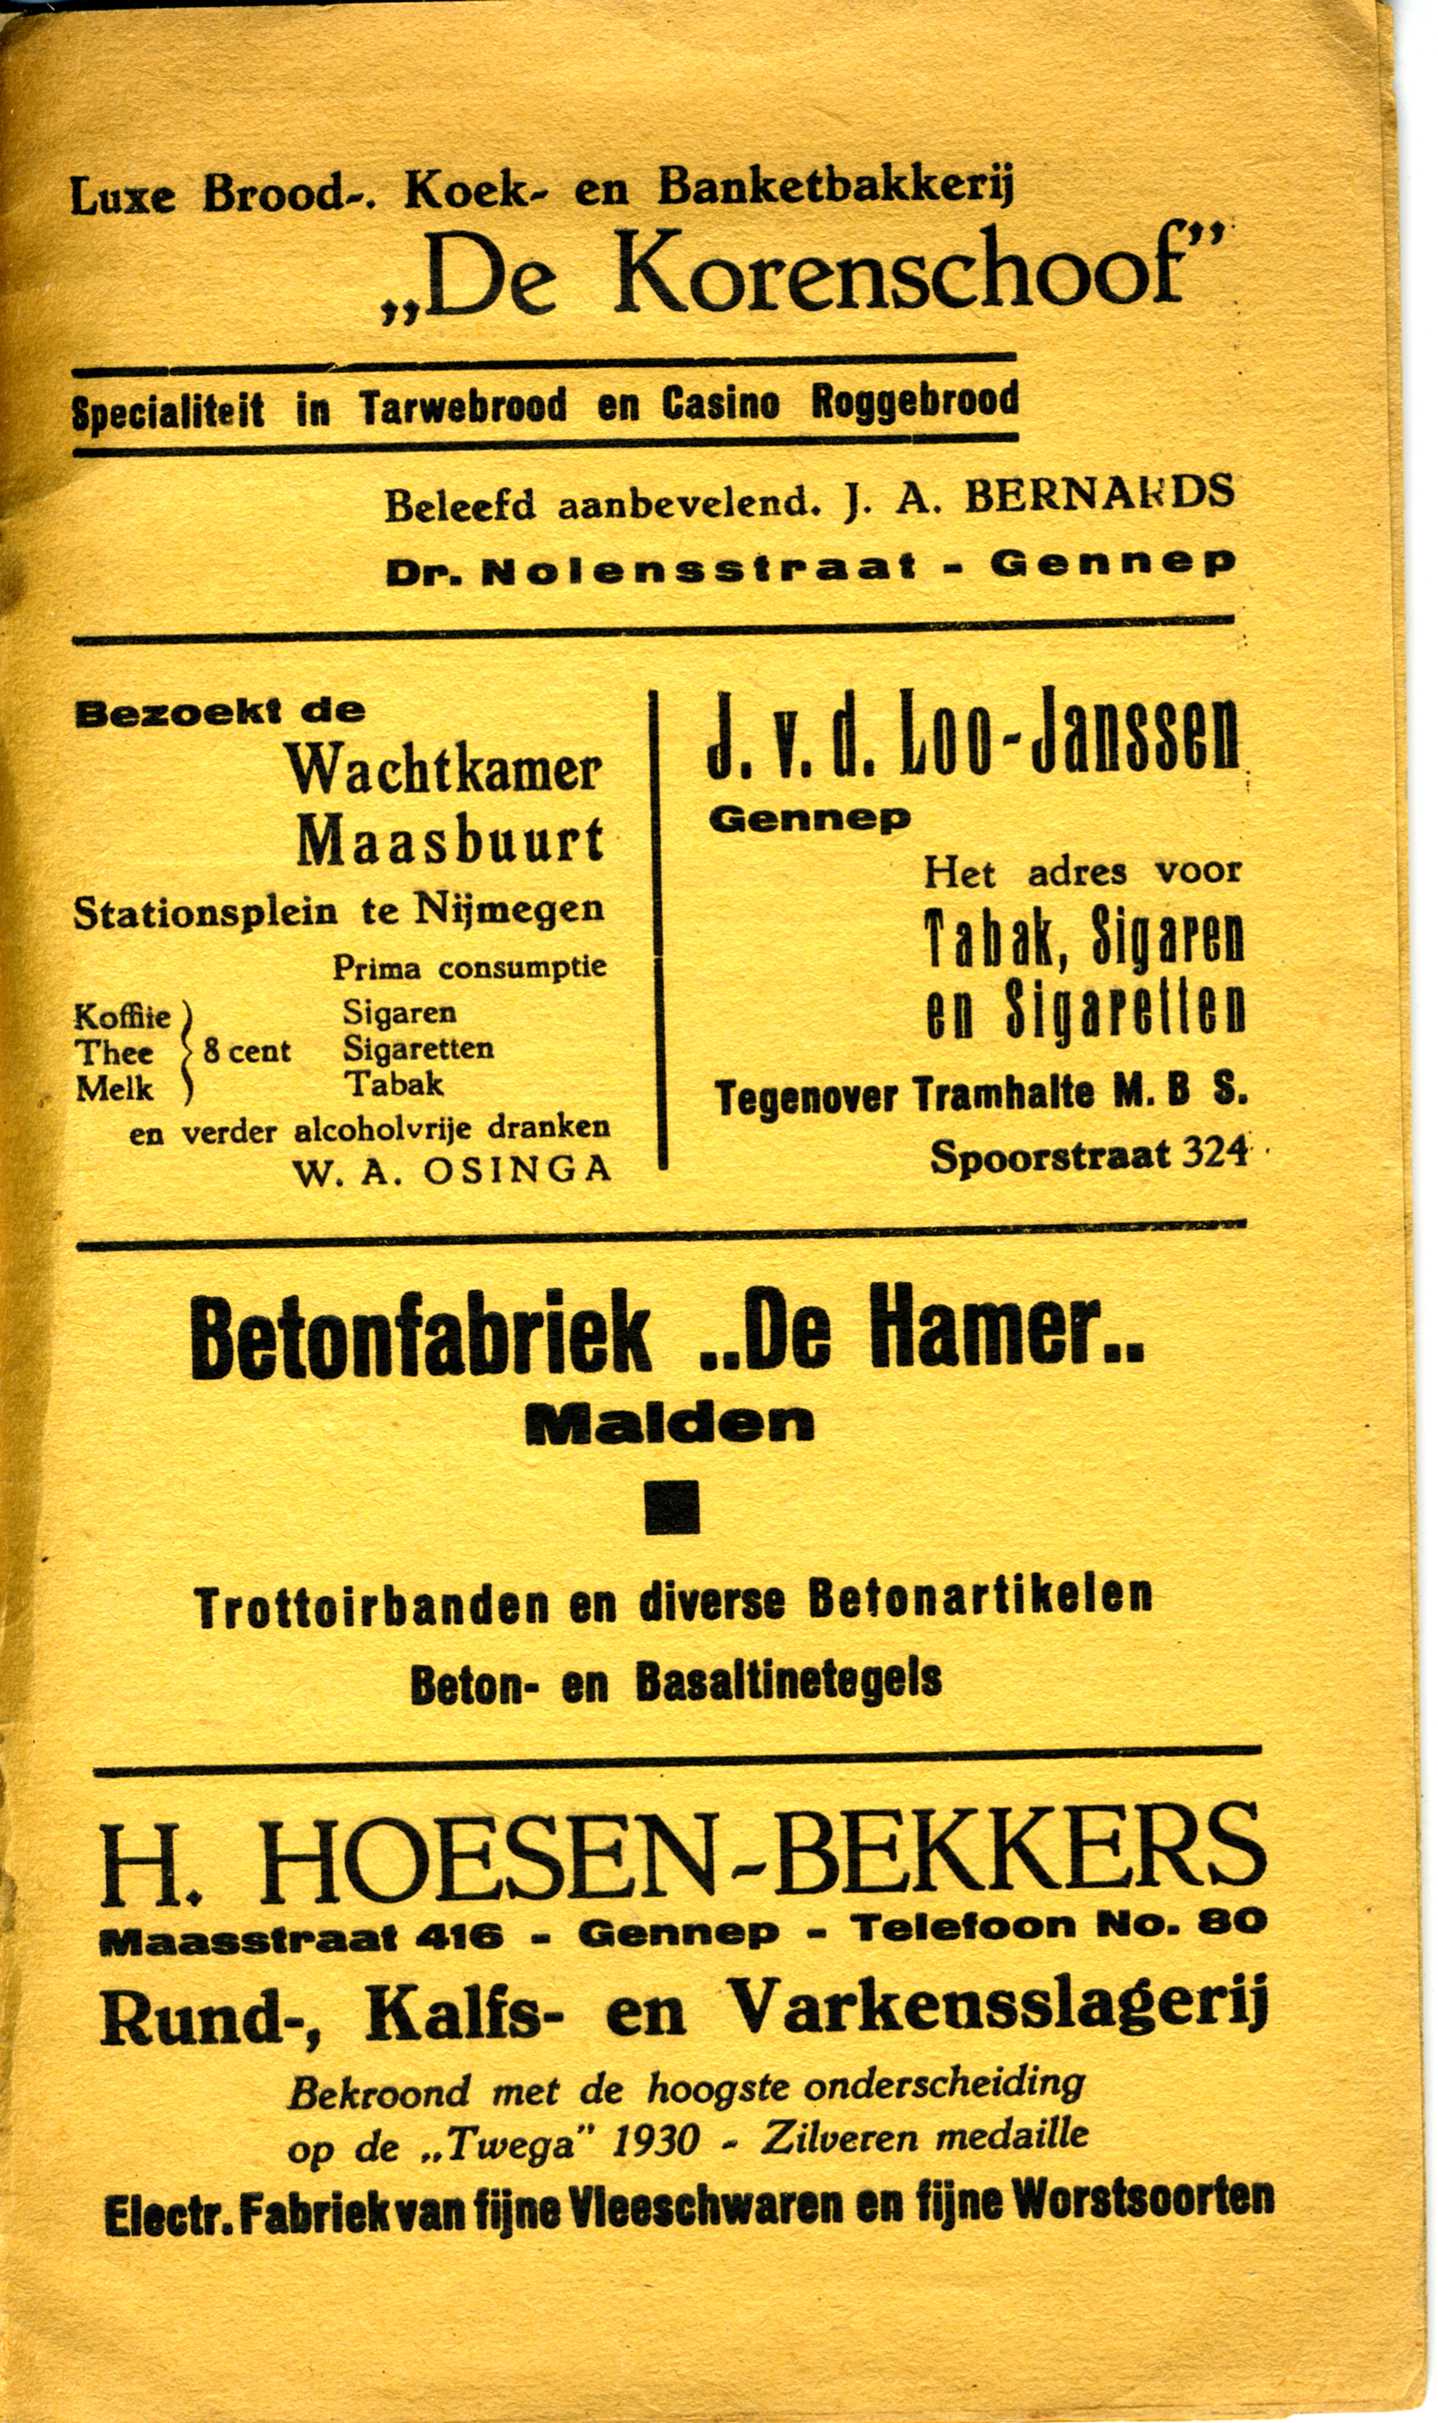 Luxe Brood-. Koek- en Banketbakkerij
„De Korenschoof”
Specialiteit in Tarwebrood en Casino Roggebrood
Beleefd aanbevelend. J. A. BERNARDS
Dr. Nolensstraat - Gennep
Bezoekt de
Wachtkamer
Maasbuurt
Stationsplein te Nijmegen
Prima consumptie
Koffiie } Sigaren
Thee } 8 cent Sigaretten
Melk } Tabak
en verder alcoholvrije dranken
W. A. OSINGA
J. v. d. Loo-Janssen
Gennep
Het adres voor
Tabak, Sigaren
en Sigaretten
Tegenover Tramhalte M. B S.
Spoorstraat 324
Betonfabriek ..De Hamer..
Malden
Trottoirbanden en diverse Betonartikelen
Beton- en Basaltinetegels
H. HOESEN-BEKKERS
Maasstraat 416 - Gennep - Telefoon No. 80
Rund-, Kalfs- en Varkensslagerij
Bekroond met de hoogste onderscheiding
op de „Twega” 1930 - Zilveren medaille
Electr. Fabriek van fijne Vleeschwaren en fijne Worstsoorten